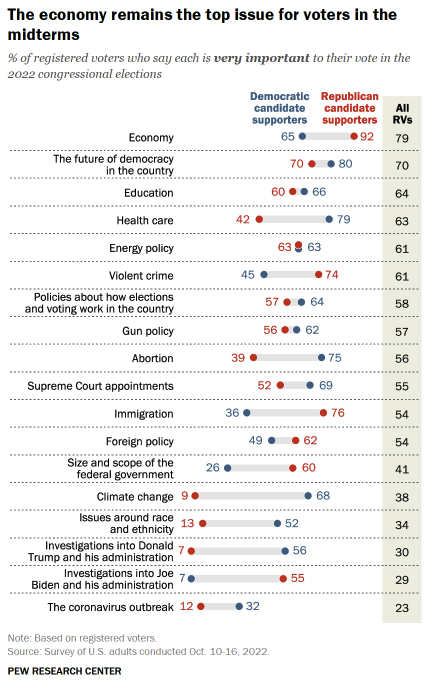 The economy remains the top issue for voters in the
midterms
% of registered voters who say each is very important to their vote in the
2022 congressional elections
Democratic candidate supporters
Republican candidate supporters
All RVs
Economy 65 92 79
The future of democracy
in the country 70 80 70
Education 60 66 64
Health care 42 79 63
Energy policy 63 63 61
Violent crime 45 74 61
Policies about how elections
and voting work in the country 57 64 58
Gun policy 56 62 57
Abortion 39 75 56
Supreme Court appointments 52 69 55
Immigration 36 76 54
Foreign policy 49 62 54
Size and scope of the
federal government 26 60 41
Climate change 9 68 38
Issues around race
and ethnicity 13 52 34
Investigations into Donald
Trump and his administration 7 56 30
Investigations into Joe
Biden and his administration 7 55 29
The coronavirus outbreak 12 32 23
Note: Based on registered voters.
Source: Survey of U.S. adults conducted Oct. 10-16, 2022.
PEW RESEARCH CENTER